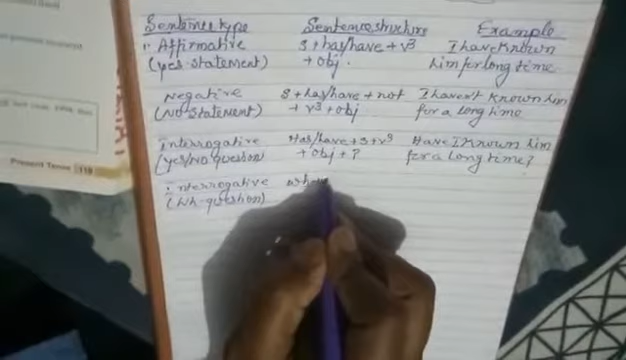 Sentence type Sentence structure Example
1. Affirmative S + has/have + v³ I have Known
(yes-statement) + obj. him for long time.
Negative S + has/have + not I haven't Known him
(No statement) + v³ + obj for a long time
Interrogative Has/have + S + v³ Have I Known him
(yes/No question) + obj + ? for a long time?
Interrogative wh
(Wh-question)
Present Tense